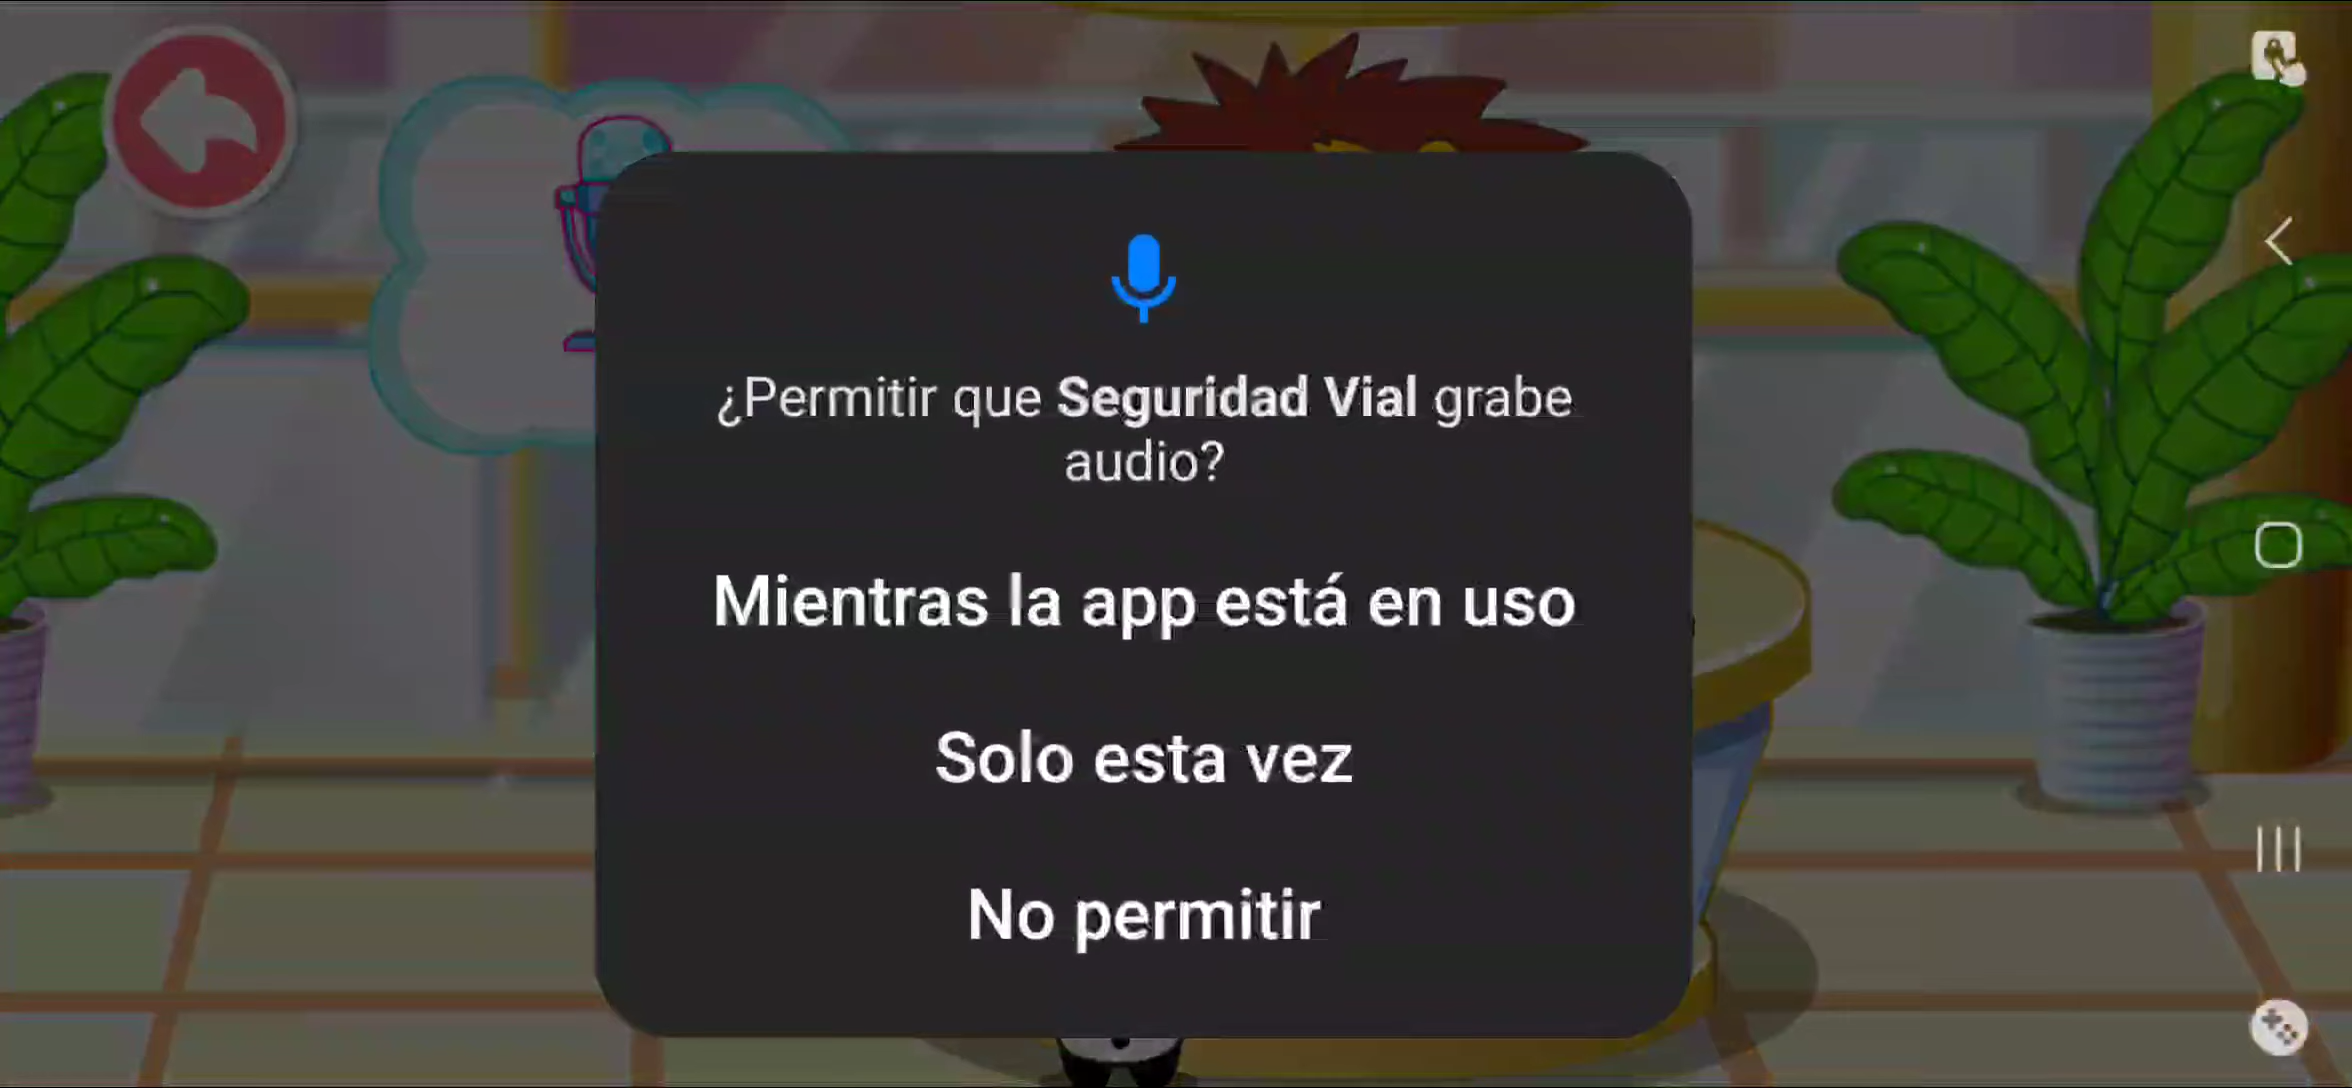 ¿Permitir que Seguridad Vial grabe
audio?
Mientras la app está en uso
Solo esta vez
No permitir